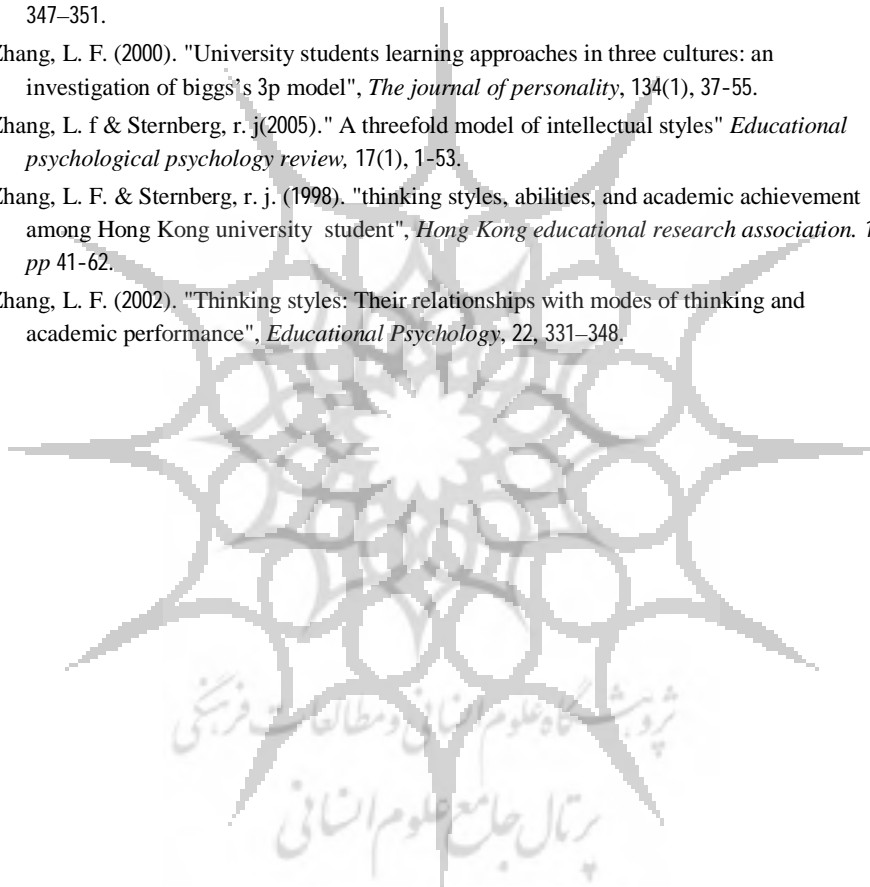 347–351.
Zhang, L. F. (2000). "University students learning approaches in three cultures: an
investigation of biggs's 3p model", The journal of personality, 134(1), 37-55.
Zhang, L. f & Sternberg, r. j(2005)." A threefold model of intellectual styles" Educational
psychological psychology review, 17(1), 1-53.
Zhang, L. F. & Sternberg, r. j. (1998). "thinking styles, abilities, and academic achievement
among Hong Kong university student", Hong Kong educational research association. 1
pp 41-62.
Zhang, L. F. (2002). "Thinking styles: Their relationships with modes of thinking and
academic performance", Educational Psychology, 22, 331–348.
پژوهشگاه علوم انسانی و مطالعات فرهنگی
پرتال جامع علوم انسانی